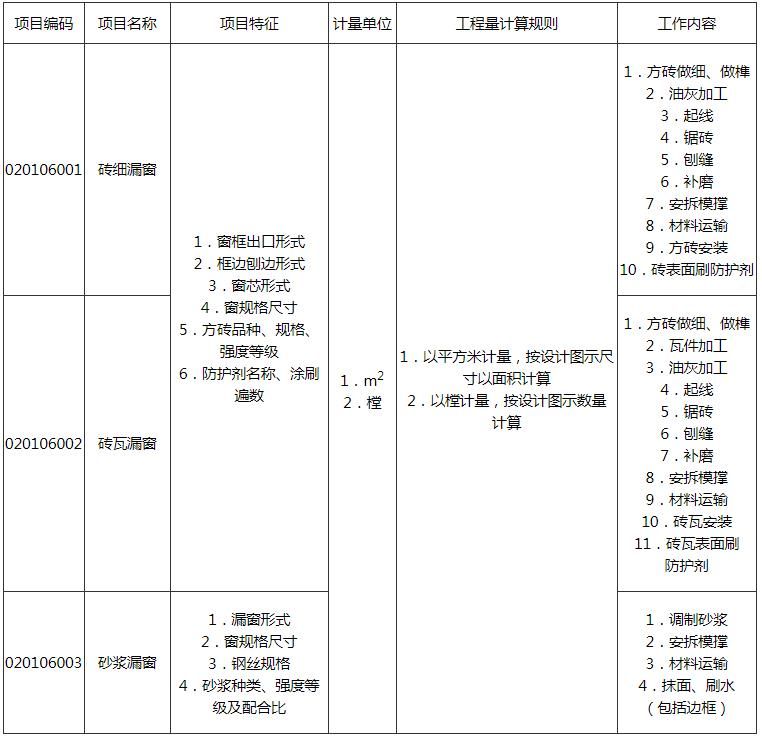 项目编码 项目名称 项目特征 计量单位 工程量计算规则 工作内容
020106001
砖细漏窗
1．窗框出口形式
2．框边刨边形式
3．窗芯形式
4．窗规格尺寸
5．方砖品种、规格、
强度等级
6．防护剂名称、涂刷
遍数
1．m²
2．樘
1．以平方米计量，按设计图示尺
寸以面积计算
2．以樘计量，按设计图示数量
计算
1．方砖做细、做榫
2．油灰加工
3．起线
4．锯砖
5．刨缝
6．补磨
7．安拆模撑
8．材料运输
9．方砖安装
10．砖表面刷防护剂
020106002
砖瓦漏窗
1．方砖做细、做榫
2．瓦件加工
3．油灰加工
4．起线
5．锯砖
6．刨缝
7．补磨
8．安拆模撑
9．材料运输
10．砖瓦安装
11．砖瓦表面刷
防护剂
020106003
砂浆漏窗
1．漏窗形式
2．窗规格尺寸
3．钢丝规格
4．砂浆种类、强度等
级及配合比
1．调制砂浆
2．安拆模撑
3．材料运输
4．抹面、刷水
（包括边框）